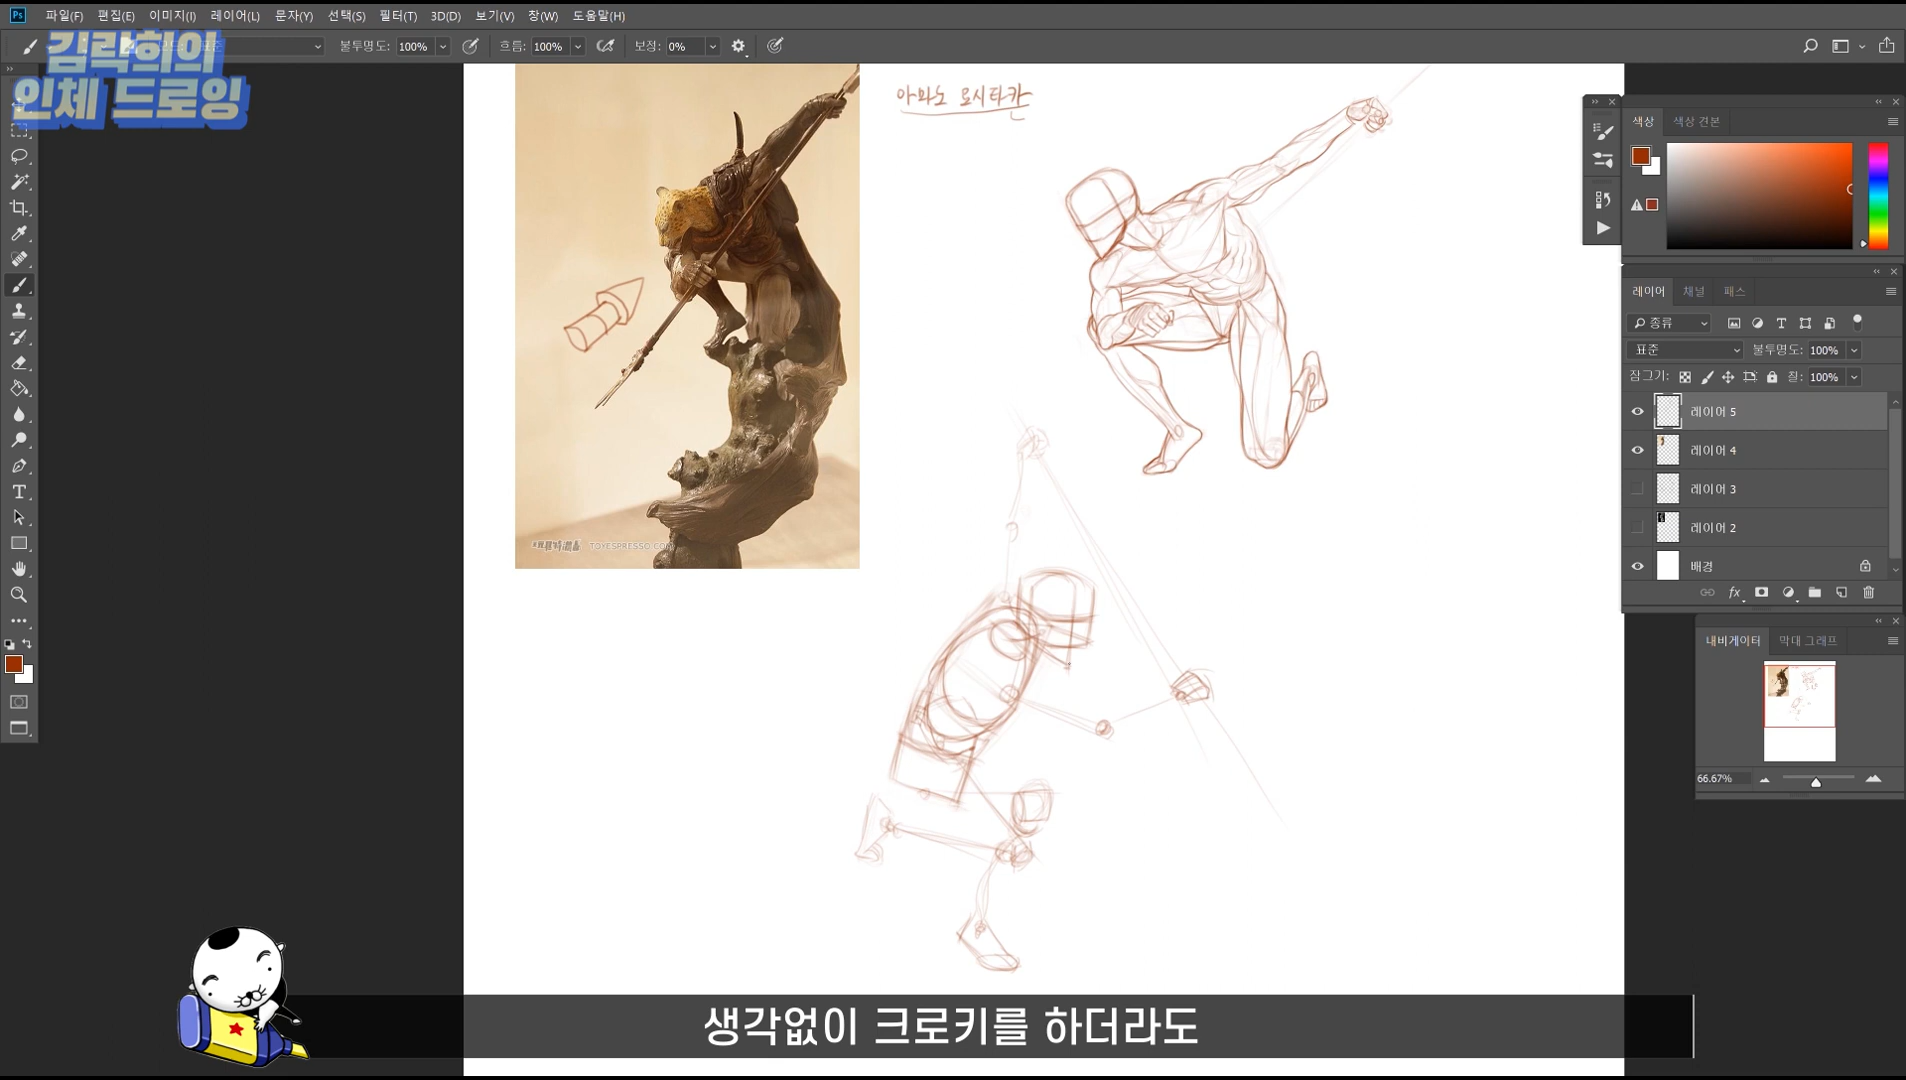 파일(F) 편집(E) 이미지(I) 레이어(L) 문자(Y) 선택(S) 필터(T) 3D(D) 보기(V) 창(W) 도움말(H)
불투명도: 100% 흐름: 100% 보정: 0%
김락희의
인체 드로잉
아마노 요시타카
TOKESPRESSO.COM
색상 색상 견본
레이어 채널 패스
종류
표준 불투명도: 100%
잠그기: 칠: 100%
레이어 5
레이어 4
레이어 3
레이어 2
배경
fx
내비게이터 막대 그래프
66.67%
생각없이 크로키를 하더라도